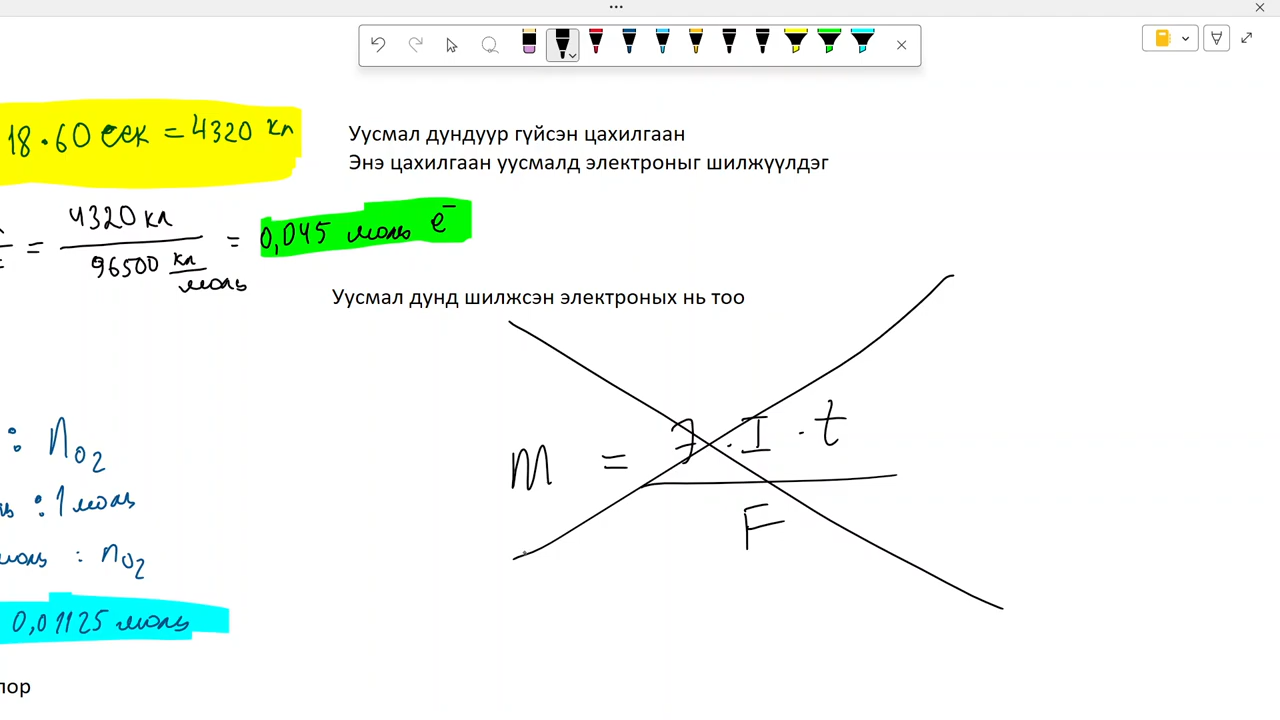 18·60 сек = 4320 кл
Уусмал дундуур гүйсэн цахилгаан
Энэ цахилгаан уусмалд электроныг шилжүүлдэг
= 4320 кл / 96500 кл/моль = 0,045 моль e⁻
Уусмал дунд шилжсэн электроных нь тоо
m = Э · I · t / F
: nO₂
: 1 моль
моль : nO₂
0,01125 моль